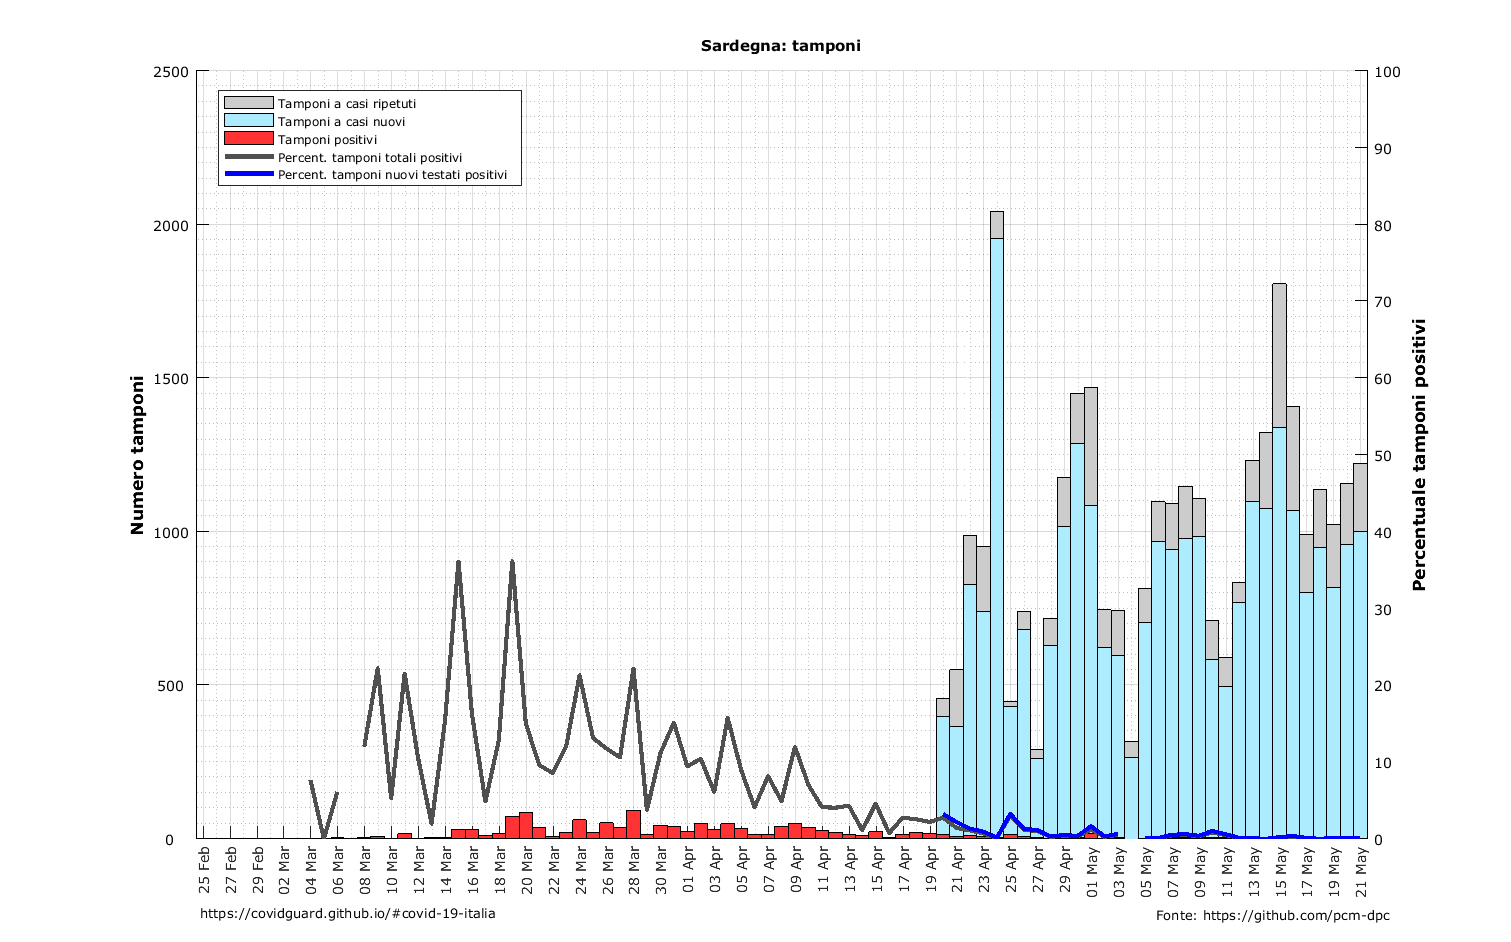 Sardegna: tamponi
Tamponi a casi ripetuti
Tamponi a casi nuovi
Tamponi positivi
Percent. tamponi totali positivi
Percent. tamponi nuovi testati positivi
Numero tamponi
2500
2000
1500
1000
500
0
Percentuale tamponi positivi
100
90
80
70
60
50
40
30
20
10
0
25 Feb
27 Feb
29 Feb
02 Mar
04 Mar
06 Mar
08 Mar
10 Mar
12 Mar
14 Mar
16 Mar
18 Mar
20 Mar
22 Mar
24 Mar
26 Mar
28 Mar
30 Mar
01 Apr
03 Apr
05 Apr
07 Apr
09 Apr
11 Apr
13 Apr
15 Apr
17 Apr
19 Apr
21 Apr
23 Apr
25 Apr
27 Apr
29 Apr
01 May
03 May
05 May
07 May
09 May
11 May
13 May
15 May
17 May
19 May
21 May
https://covidguard.github.io/#covid-19-italia
Fonte: https://github.com/pcm-dpc